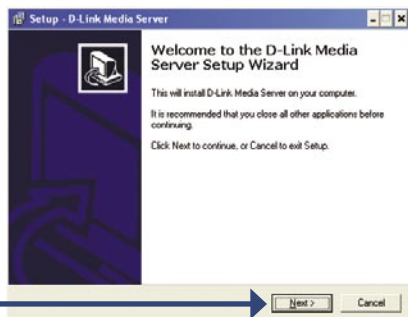 Setup - D-Link Media Server
Welcome to the D-Link Media
Server Setup Wizard
This will install D-Link Media Server on your computer.
It is recommended that you close all other applications before
continuing.
Click Next to continue, or Cancel to exit Setup.
Next >
Cancel